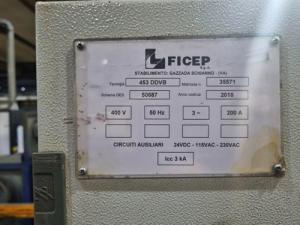 FICEP
S.p.A.
STABILIMENTO: GAZZADA SCHIANNO - (VA)
Tipologia 453 DDVB Matricola n 35571
Schema DES 50687 Anno costruz 2018
400 V 50 Hz 3 ~ 200 A
CIRCUITI AUSILIARI 24VDC - 115VAC - 230VAC
Icc 3 kA